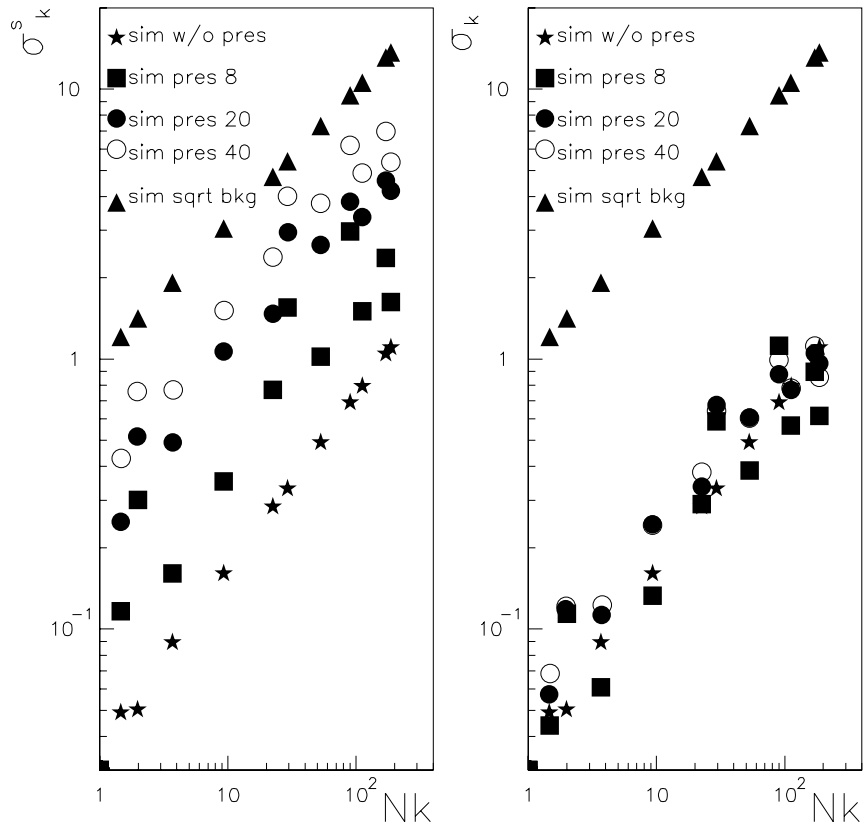 σ^s_k
sim w/o pres
sim pres 8
10
sim pres 20
sim pres 40
sim sqrt bkg
1
10^-1
1
10
10^2
Nk
σ_k
sim w/o pres
sim pres 8
10
sim pres 20
sim pres 40
sim sqrt bkg
1
10^-1
1
10
10^2
Nk